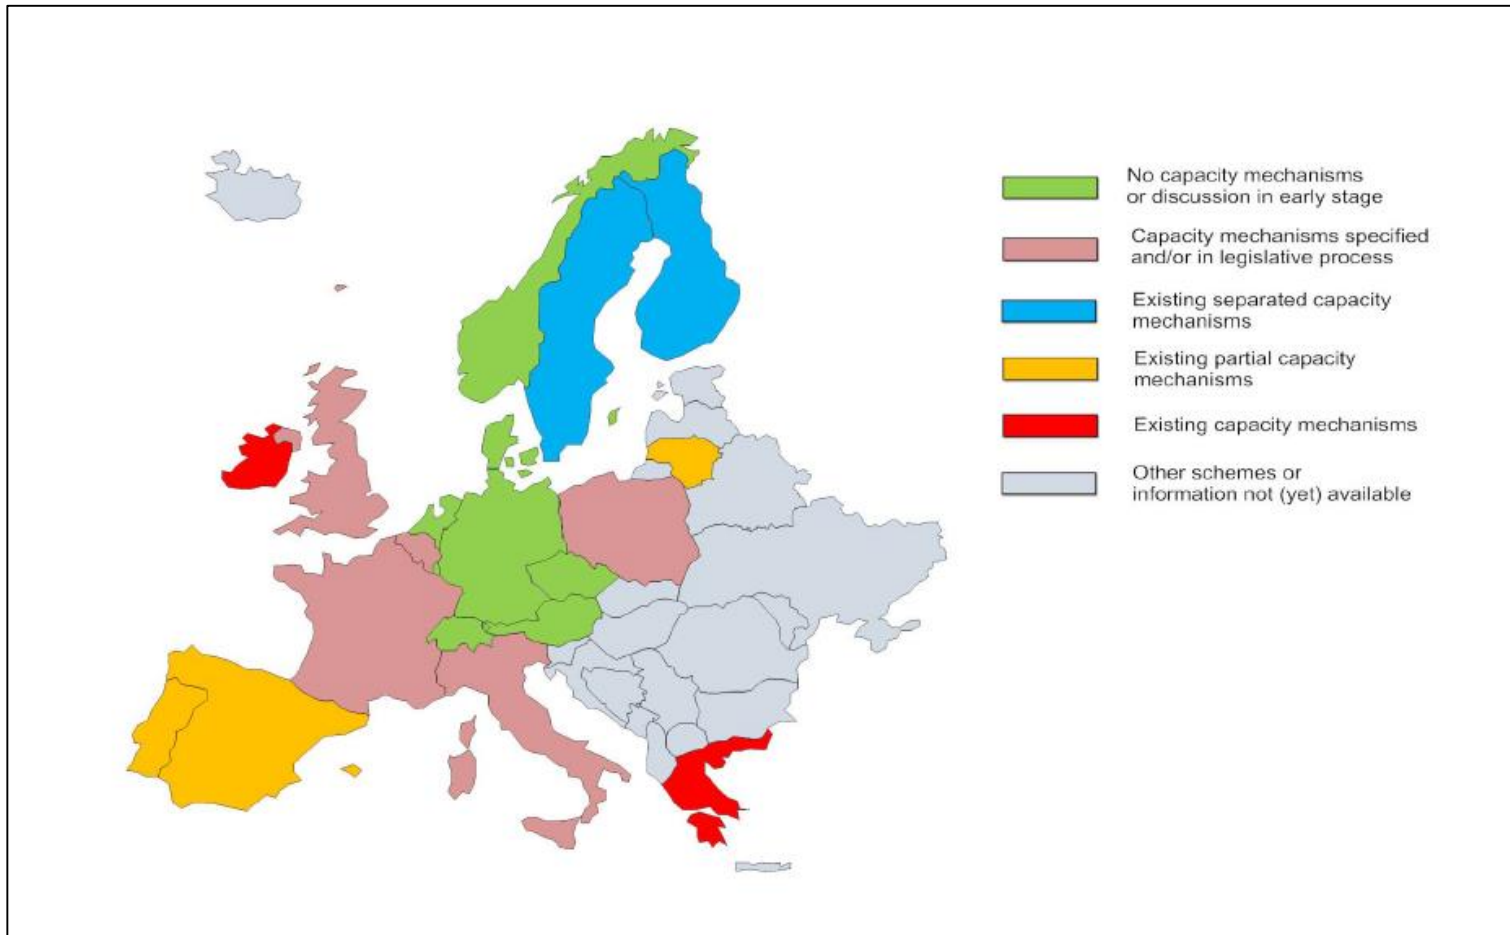 No capacity mechanisms
or discussion in early stage
Capacity mechanisms specified
and/or in legislative process
Existing separated capacity
mechanisms
Existing partial capacity
mechanisms
Existing capacity mechanisms
Other schemes or
information not (yet) available